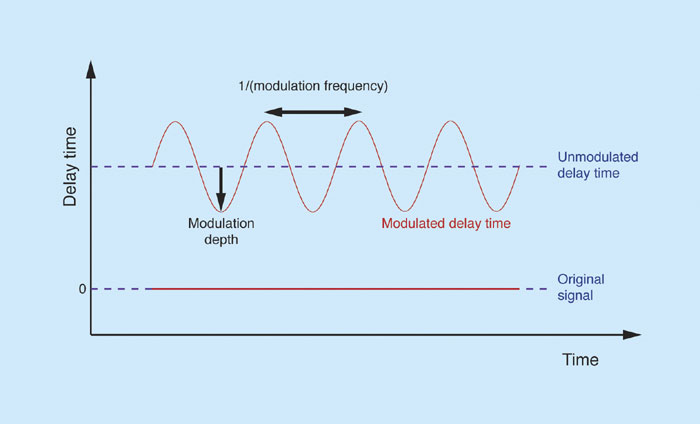 1/(modulation frequency)
Delay time
Unmodulated
delay time
Modulation
depth
Modulated delay time
0
Original
signal
Time